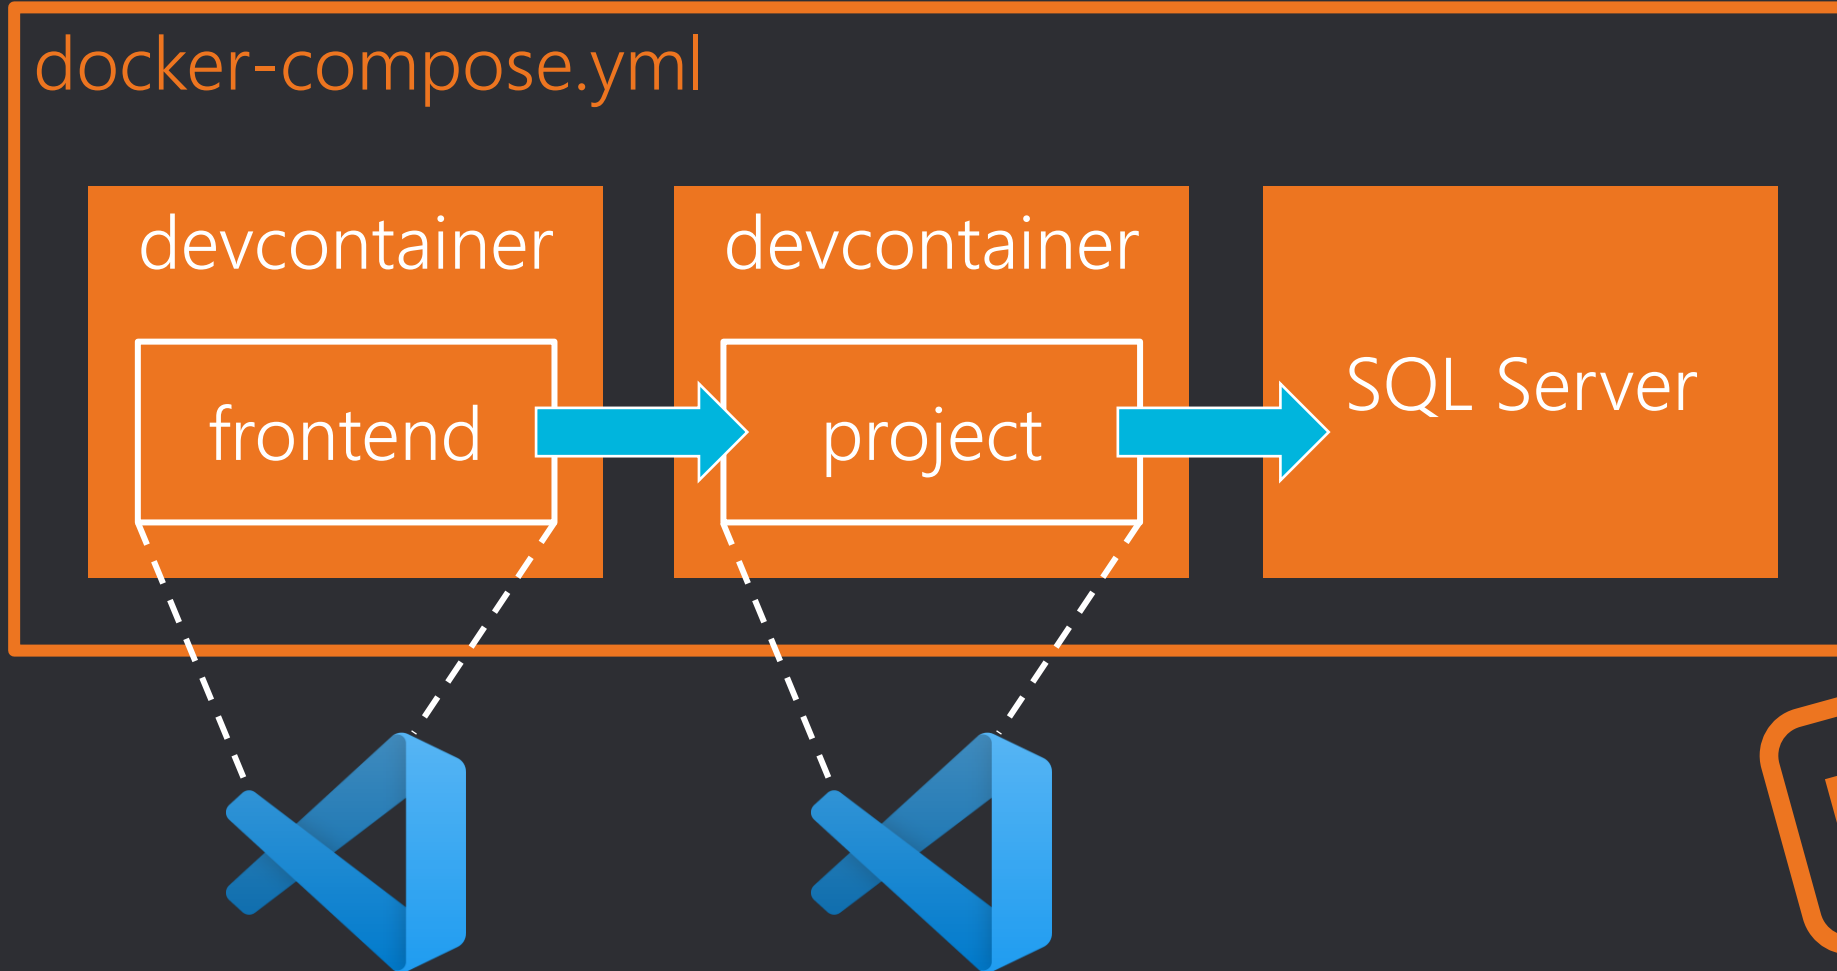 docker-compose.yml
devcontainer
devcontainer
frontend
project
SQL Server